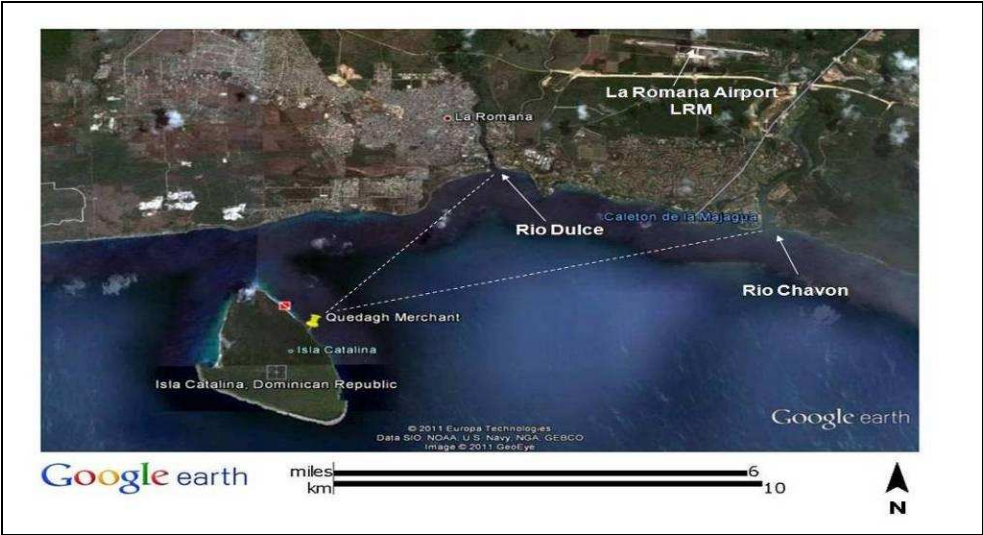 La Romana Airport
LRM
La Romana
Caleton de la Majagua
Rio Dulce
Rio Chavon
Quedagh Merchant
Isla Catalina
Isla Catalina, Dominican Republic
Google earth
© 2011 Europa Technologies
Data SIO, NOAA, U.S. Navy, NGA, GEBCO
Image © 2011 GeoEye
Google earth
miles 6
km 10
N